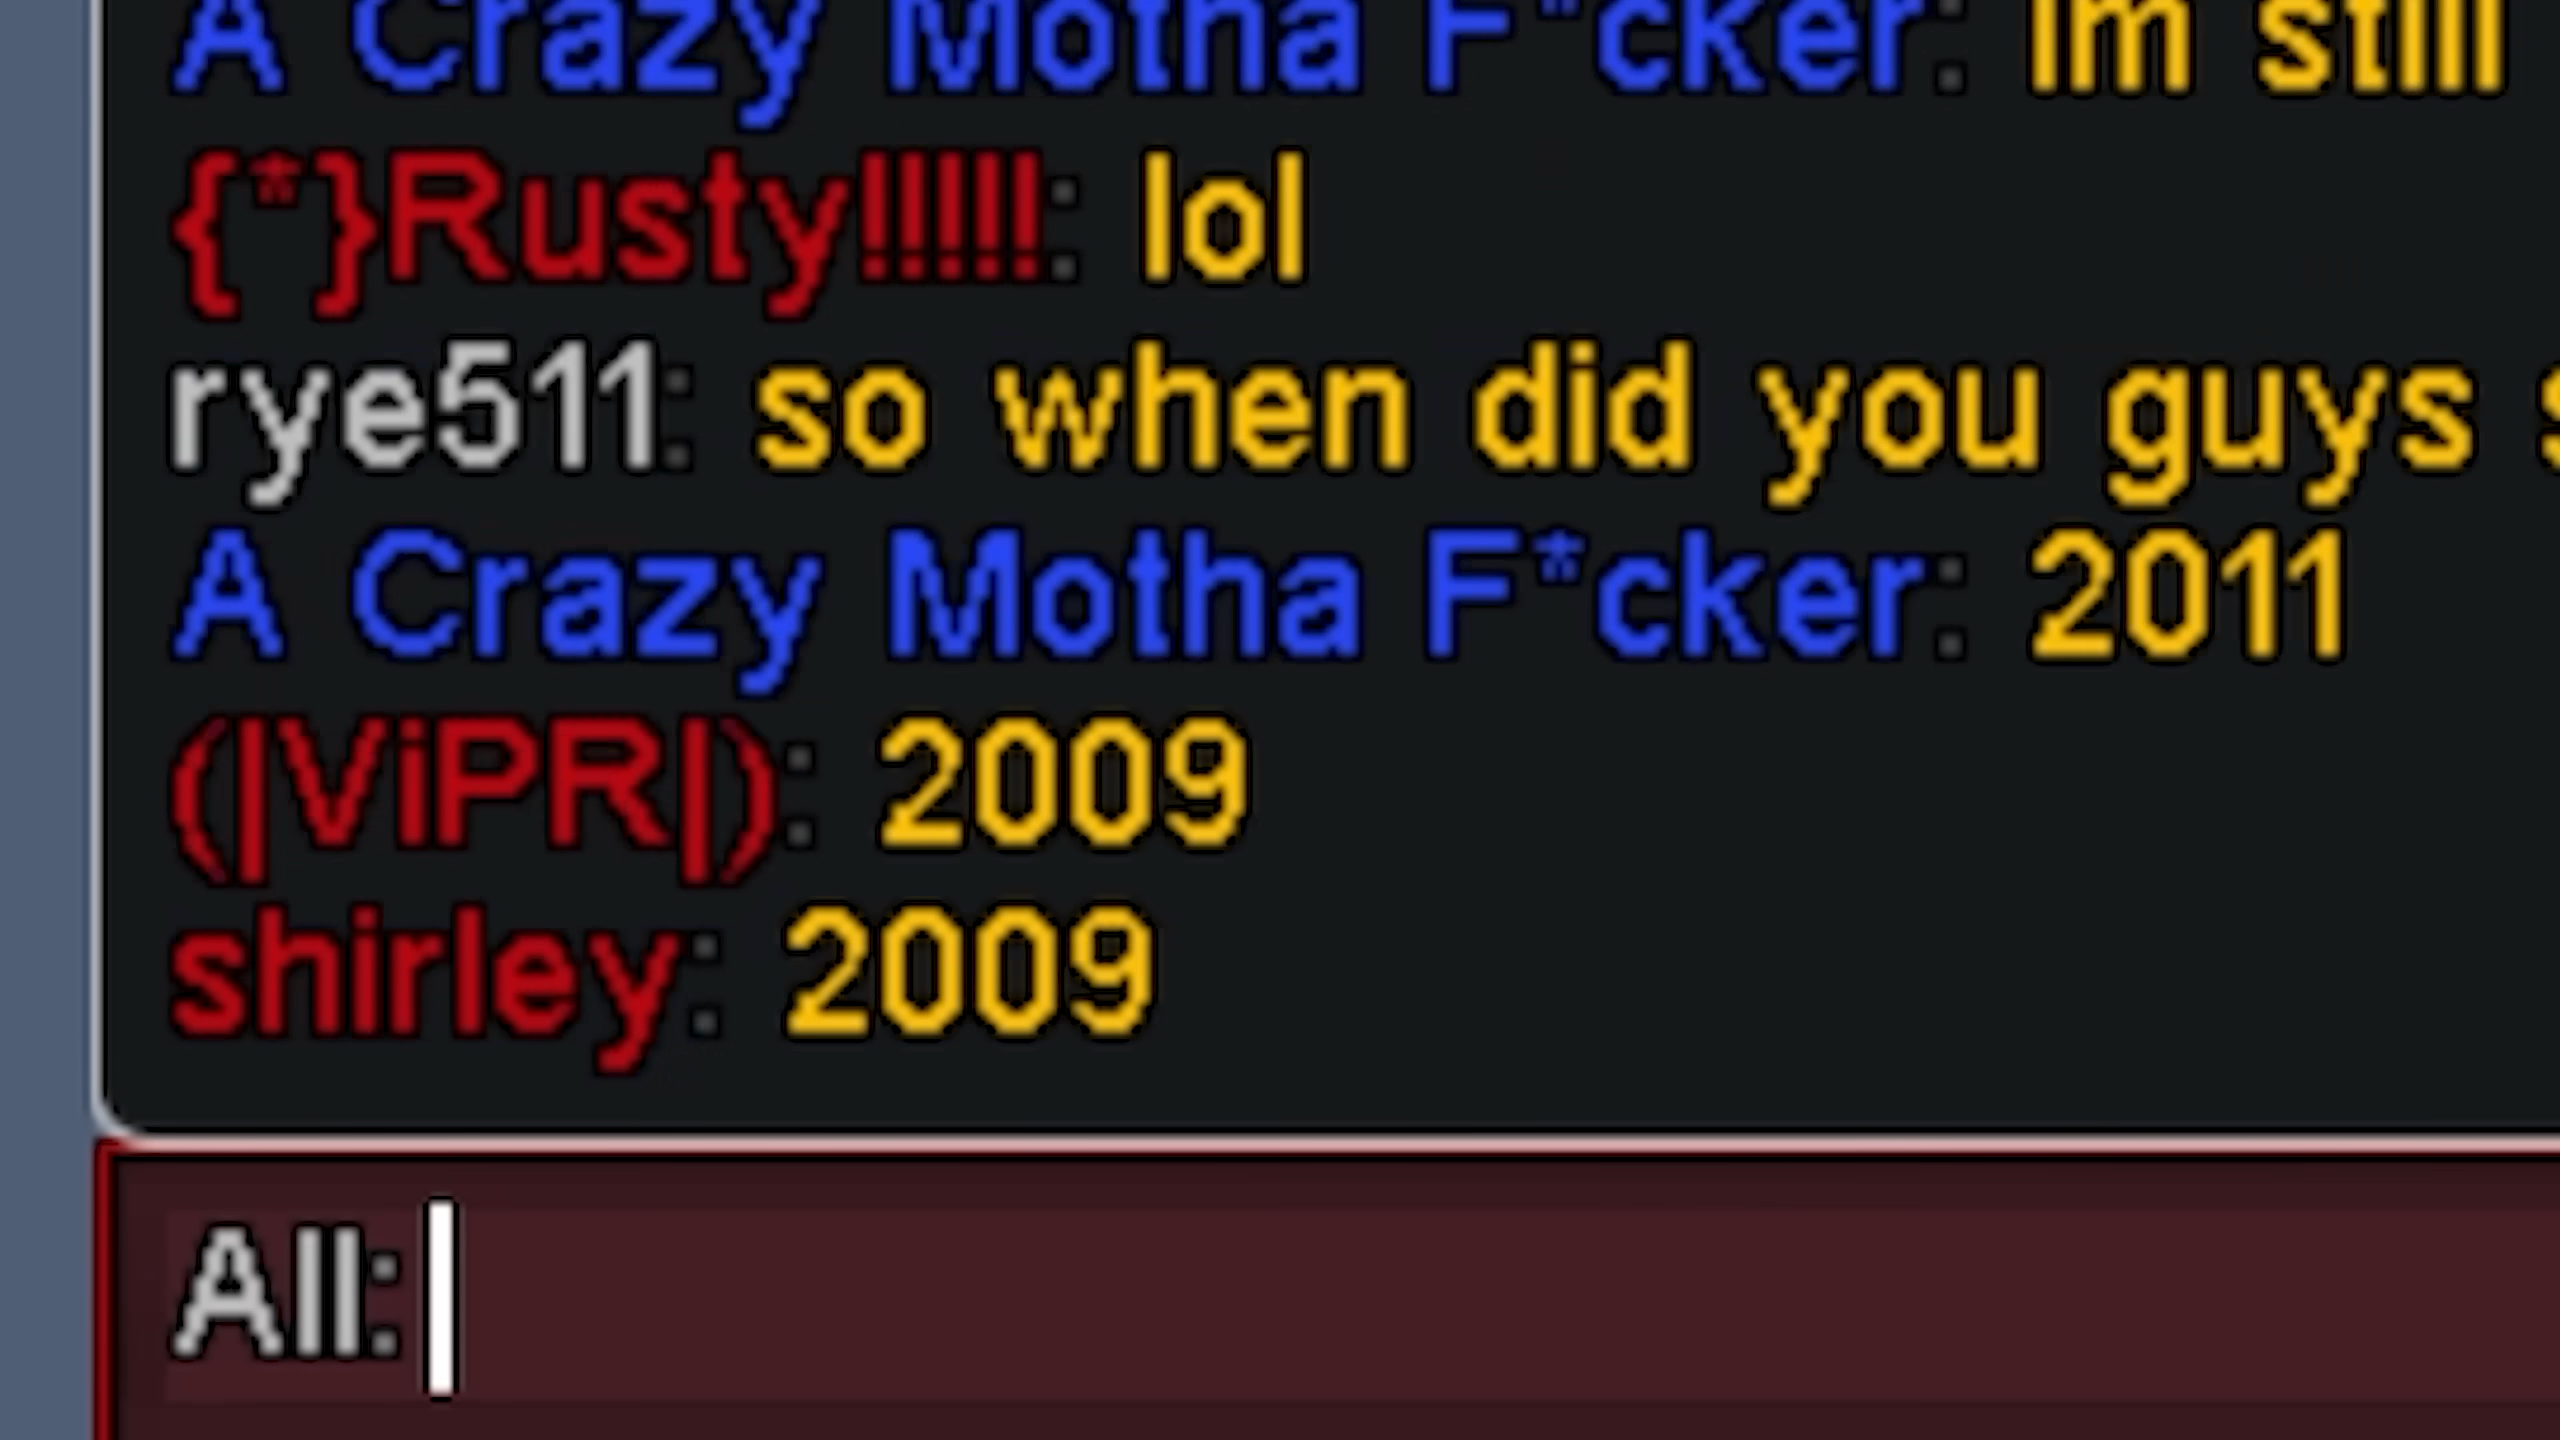 A Crazy Motha F*cker: im still
{*}Rusty!!!!!: lol
rye511: so when did you guys
A Crazy Motha F*cker: 2011
(|ViPR|): 2009
shirley: 2009
All: